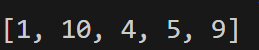 [1, 10, 4, 5, 9]